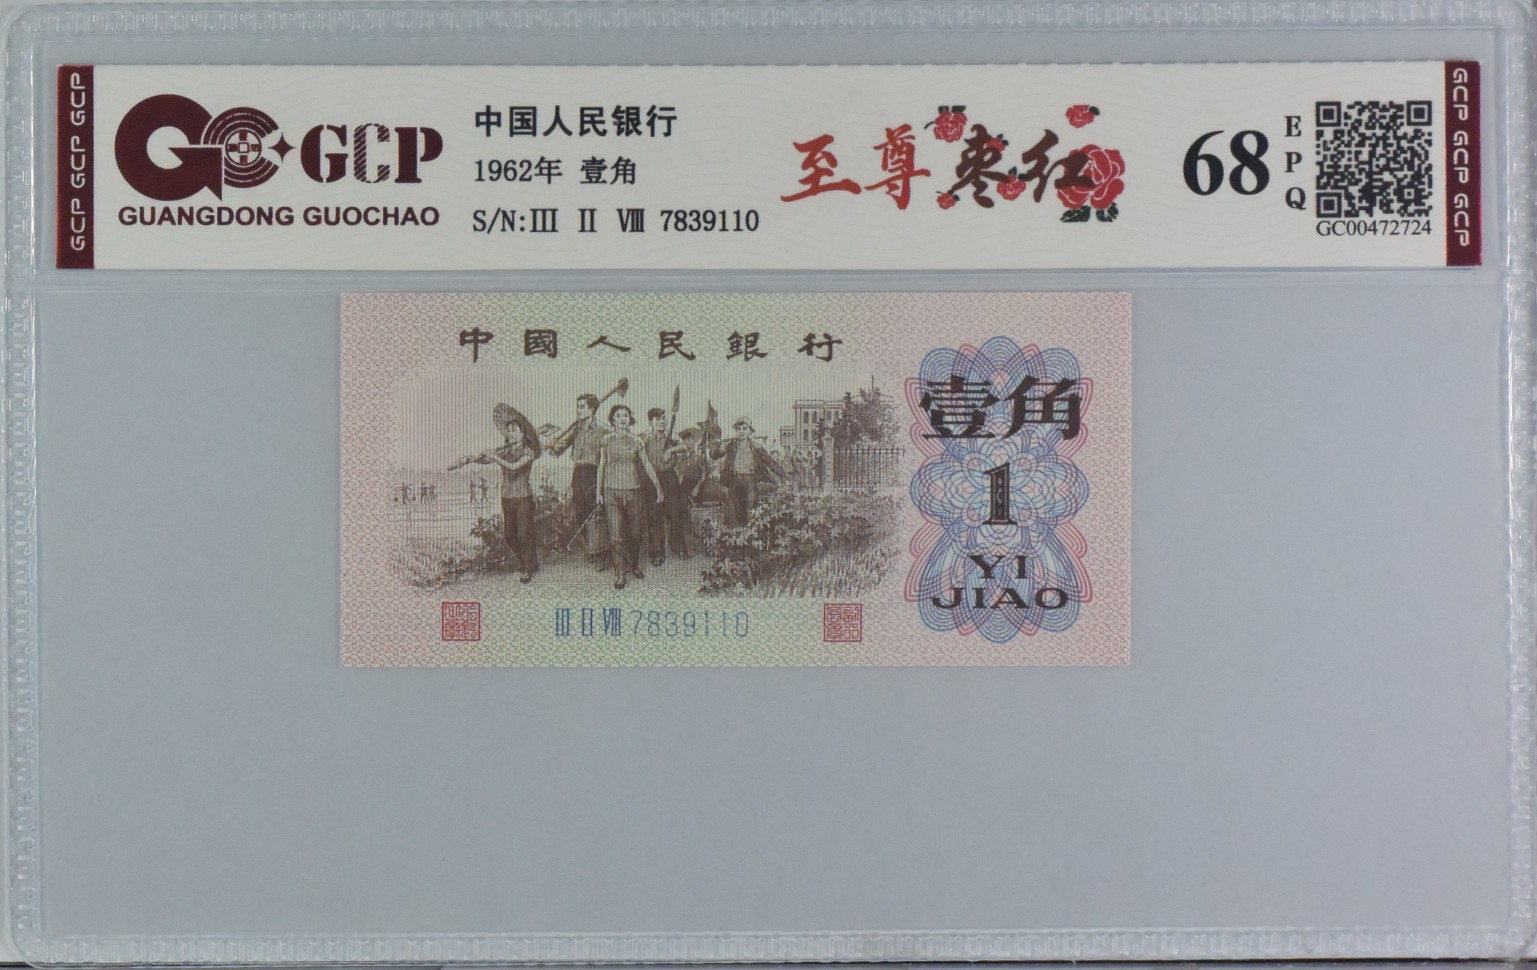 GCP GCP GCP
GCP
GUANGDONG GUOCHAO
中国人民银行
1962年 壹角
S/N:Ⅲ Ⅱ Ⅷ 7839110
至尊枣红
68
EPQ
GC00472724
GCP GCP GCP
中國人民銀行
壹角
1
YI
JIAO
Ⅲ Ⅱ Ⅷ 7839110